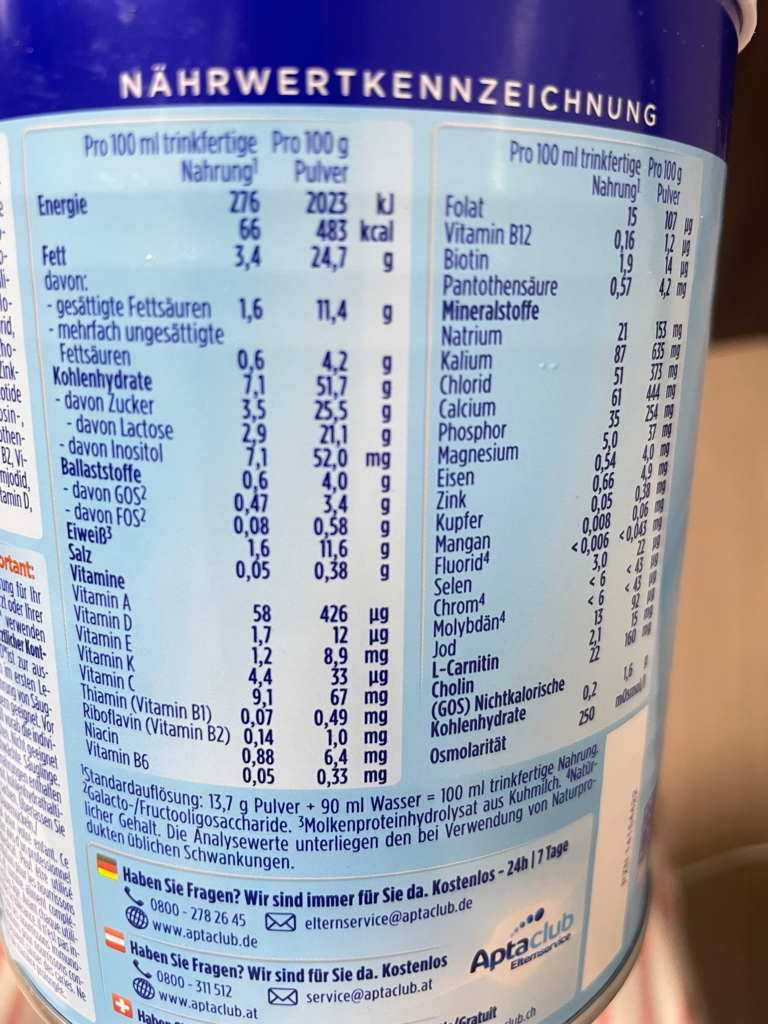 NÄHRWERTKENNZEICHNUNG
Pro 100 ml trinkfertige Nahrung¹ Pro 100 g Pulver
Energie 276 2023 kJ
66 483 kcal
Fett 3,4 24,7 g
davon:
- gesättigte Fettsäuren 1,6 11,4 g
- mehrfach ungesättigte
Fettsäuren 0,6 4,2 g
Kohlenhydrate 7,1 51,7 g
- davon Zucker 3,5 25,5 g
- davon Lactose 2,9 21,1 g
- davon Inositol 7,1 52,0 mg
Ballaststoffe 0,6 4,0 g
- davon GOS² 0,47 3,4 g
- davon FOS² 0,08 0,58 g
Eiweiß³ 1,6 11,6 g
Salz 0,05 0,38 g
Vitamine
Vitamin A 58 426 µg
Vitamin D 1,7 12 µg
Vitamin E 1,2 8,9 mg
Vitamin K 4,4 33 µg
Vitamin C 9,1 67 mg
Thiamin (Vitamin B1) 0,07 0,49 mg
Riboflavin (Vitamin B2) 0,14 1,0 mg
Niacin 0,88 6,4 mg
Vitamin B6 0,05 0,33 mg
Pro 100 ml trinkfertige Nahrung¹ Pro 100 g Pulver
Folat 15 107 µg
Vitamin B12 0,16 1,2 µg
Biotin 1,9 14 µg
Pantothensäure 0,57 4,2 mg
Mineralstoffe
Natrium 21 153 mg
Kalium 87 635 mg
Chlorid 51 373 mg
Calcium 61 444 mg
Phosphor 35 254 mg
Magnesium 5,0 37 mg
Eisen 0,54 4,0 mg
Zink 0,66 4,9 mg
Kupfer 0,05 0,38 mg
Mangan 0,008 0,06 mg
Fluorid⁴ <0,006 <0,043 mg
Selen 3,0 22 µg
Chrom⁴ < 6 < 43 µg
Molybdän⁴ < 6 < 43 µg
Jod 13 92 µg
L-Carnitin 2,1 15 mg
Cholin 22 160 mg
(GOS) Nichtkalorische
Kohlenhydrate 0,2 1,6 g
Osmolarität 250 mosmol/l
¹Standardauflösung: 13,7 g Pulver + 90 ml Wasser = 100 ml trinkfertige Nahrung.
²Galacto-/Fructooligosaccharide. ³Molkenproteinhydrolysat aus Kuhmilch. ⁴Natür-
licher Gehalt. Die Analysewerte unterliegen den bei Verwendung von Naturpro-
dukten üblichen Schwankungen.
Haben Sie Fragen? Wir sind immer für Sie da. Kostenlos - 24h | 7 Tage
0800 - 278 26 45 elternservice@aptaclub.de
www.aptaclub.de
Haben Sie Fragen? Wir sind für Sie da. Kostenlos
0800 - 311 512 service@aptaclub.at
www.aptaclub.at
Aptaclub
Elternservice